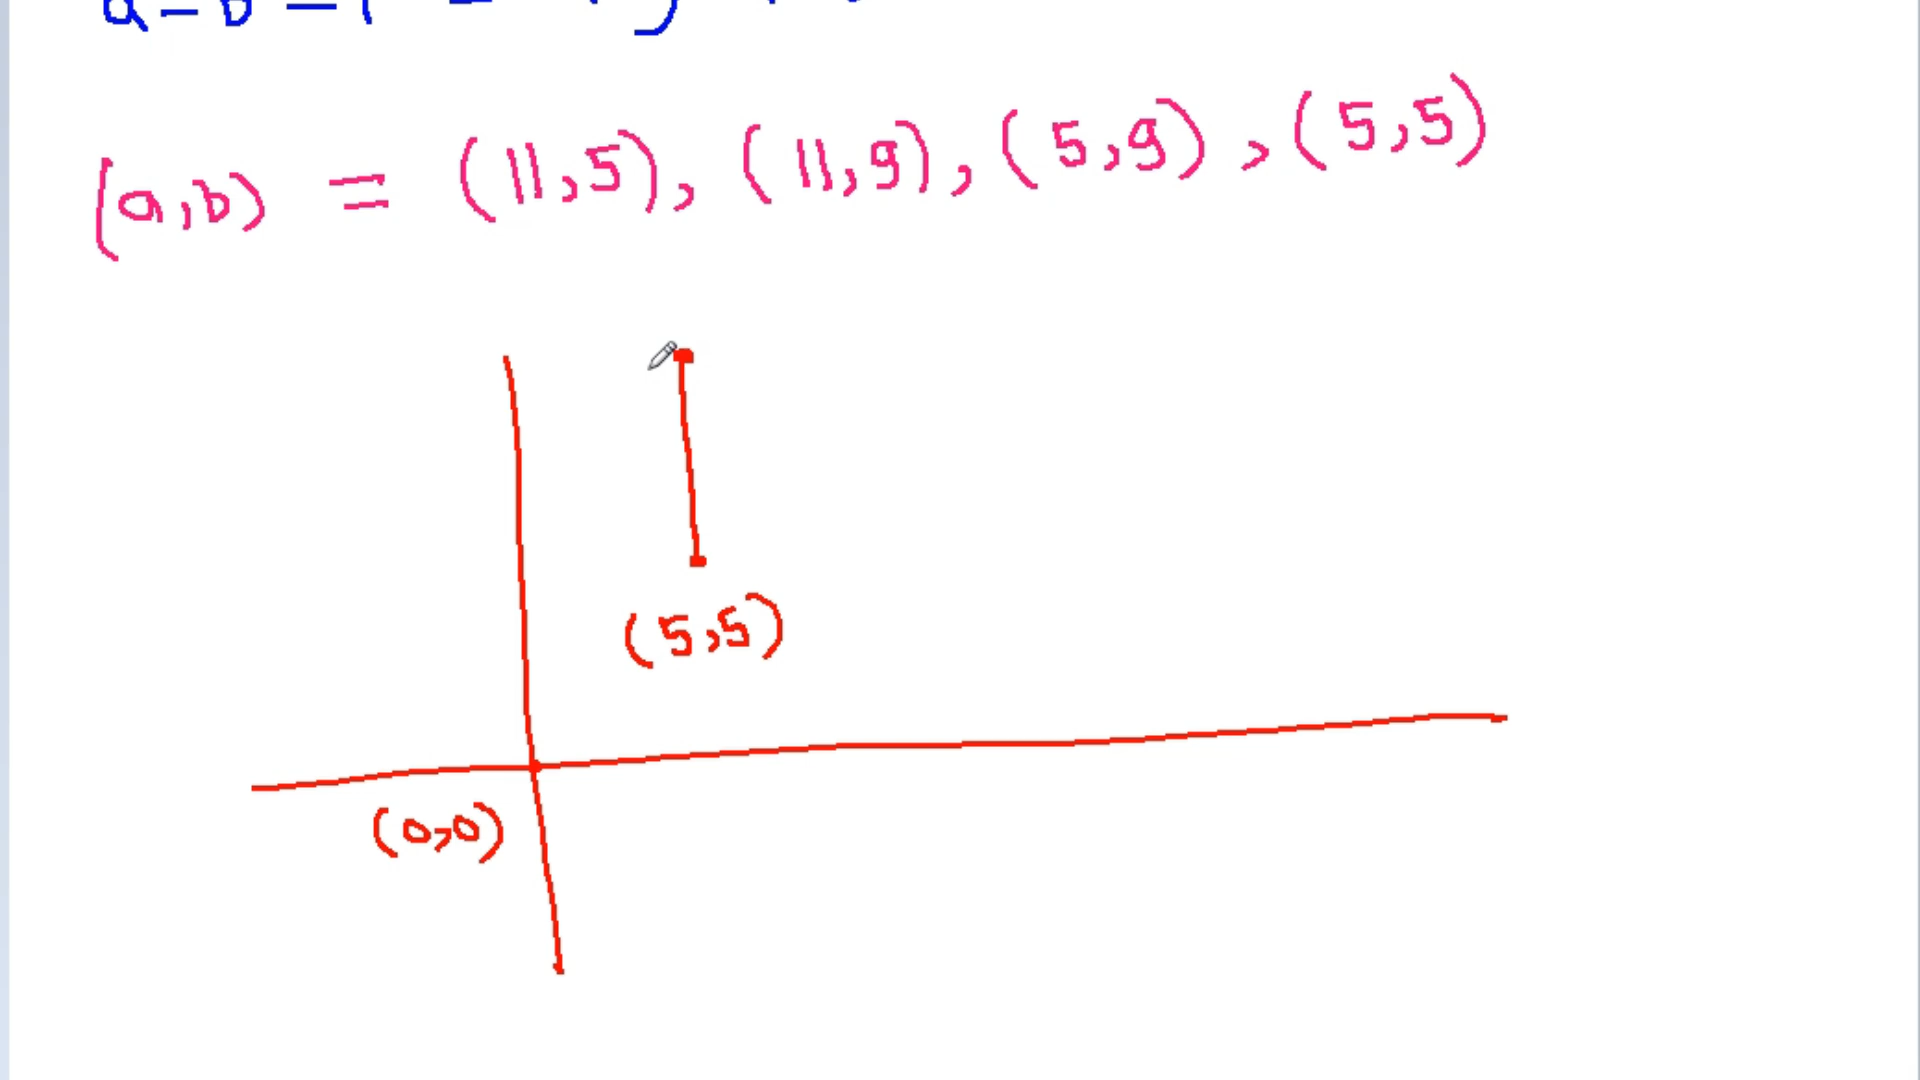 (a,b) = (11,5), (11,9), (5,9), (5,5)
(5,5)
(0,0)